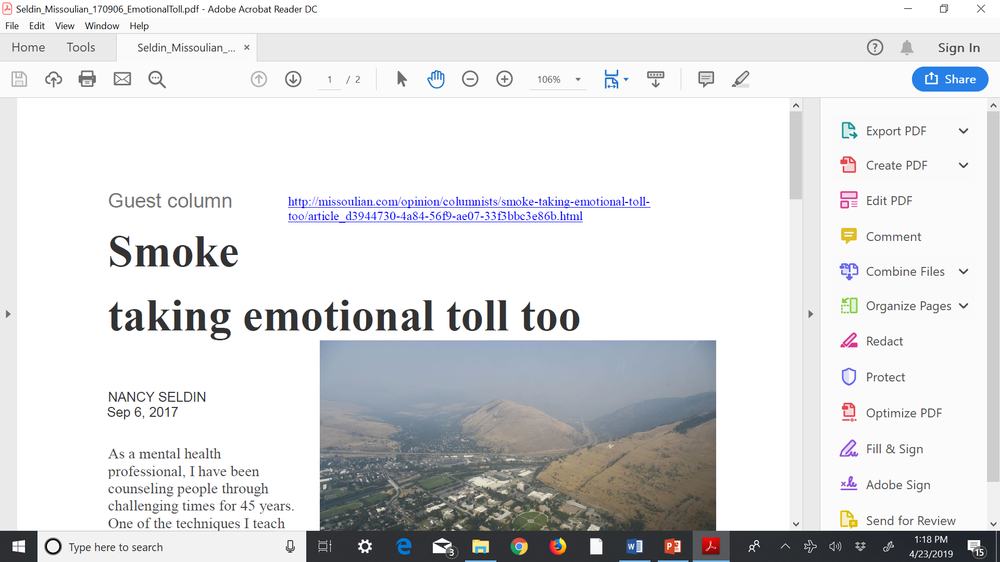 Seldin_Missoulian_170906_EmotionalToll.pdf - Adobe Acrobat Reader DC
File Edit View Window Help
Home Tools Seldin_Missoulian_... × Sign In
1 / 2 106% Share
Guest column
http://missoulian.com/opinion/columnists/smoke-taking-emotional-toll-
too/article_d3944730-4a84-56f9-ae07-33f3bbc3e86b.html
Smoke
taking emotional toll too
NANCY SELDIN
Sep 6, 2017
As a mental health
professional, I have been
counseling people through
challenging times for 45 years.
One of the techniques I teach
Export PDF
Create PDF
Edit PDF
Comment
Combine Files
Organize Pages
Redact
Protect
Optimize PDF
Fill & Sign
Adobe Sign
Send for Review
Type here to search
3
1:18 PM
4/23/2019
15